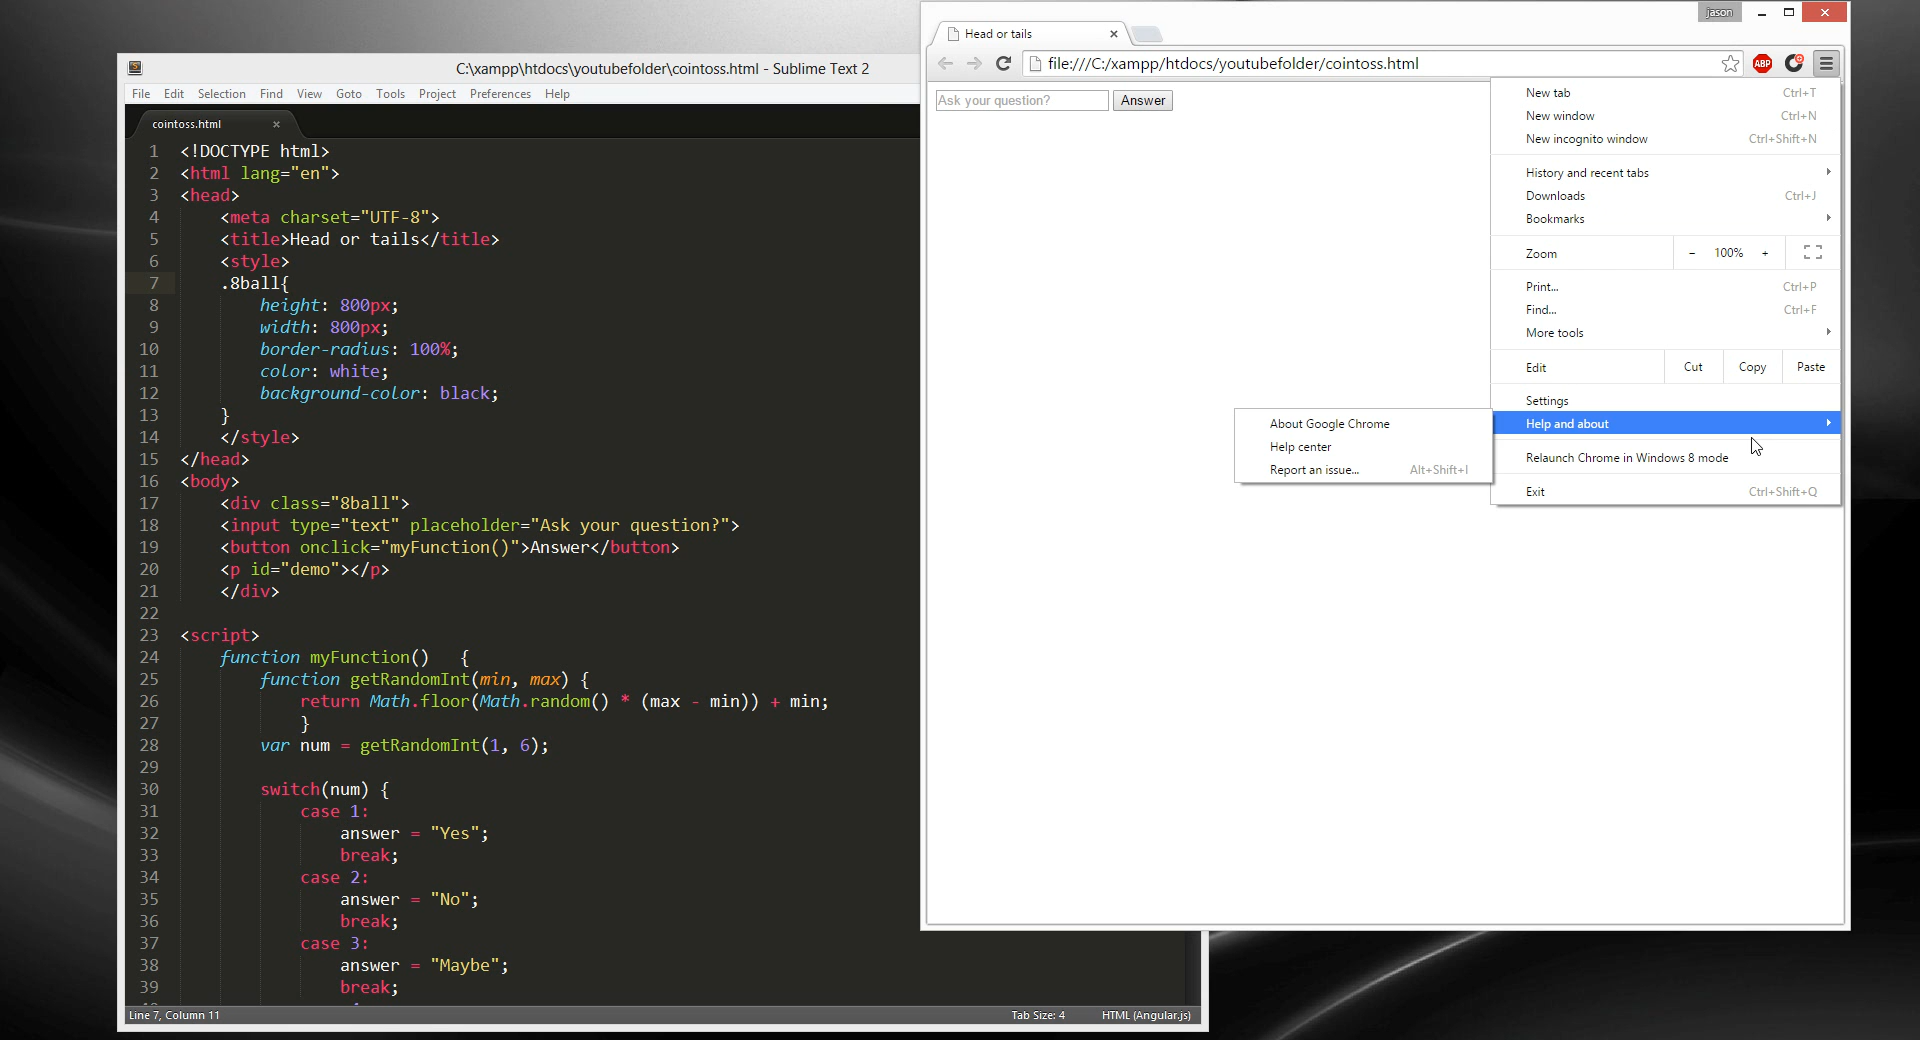 C:\xampp\htdocs\youtubefolder\cointoss.html - Sublime Text 2
File Edit Selection Find View Goto Tools Project Preferences Help
cointoss.html
1 <!DOCTYPE html>
2 <html lang="en">
3 <head>
4 <meta charset="UTF-8">
5 <title>Head or tails</title>
6 <style>
7 .8ball{
8 height: 800px;
9 width: 800px;
10 border-radius: 100%;
11 color: white;
12 background-color: black;
13 }
14 </style>
15 </head>
16 <body>
17 <div class="8ball">
18 <input type="text" placeholder="Ask your question?">
19 <button onclick="myFunction()">Answer</button>
20 <p id="demo"></p>
21 </div>
22
23 <script>
24 function myFunction() {
25 function getRandomInt(min, max) {
26 return Math.floor(Math.random() * (max - min)) + min;
27 }
28 var num = getRandomInt(1, 6);
29
30 switch(num) {
31 case 1:
32 answer = "Yes";
33 break;
34 case 2:
35 answer = "No";
36 break;
37 case 3:
38 answer = "Maybe";
39 break;
Line 7, Column 11
Tab Size: 4
HTML (Angular.js)
jason
Head or tails
file:///C:/xampp/htdocs/youtubefolder/cointoss.html
ABP
Ask your question? Answer
New tab Ctrl+T
New window Ctrl+N
New incognito window Ctrl+Shift+N
History and recent tabs
Downloads Ctrl+J
Bookmarks
Zoom - 100% +
Print... Ctrl+P
Find... Ctrl+F
More tools
Edit Cut Copy Paste
Settings
Help and about
Relaunch Chrome in Windows 8 mode
Exit Ctrl+Shift+Q
About Google Chrome
Help center
Report an issue... Alt+Shift+I